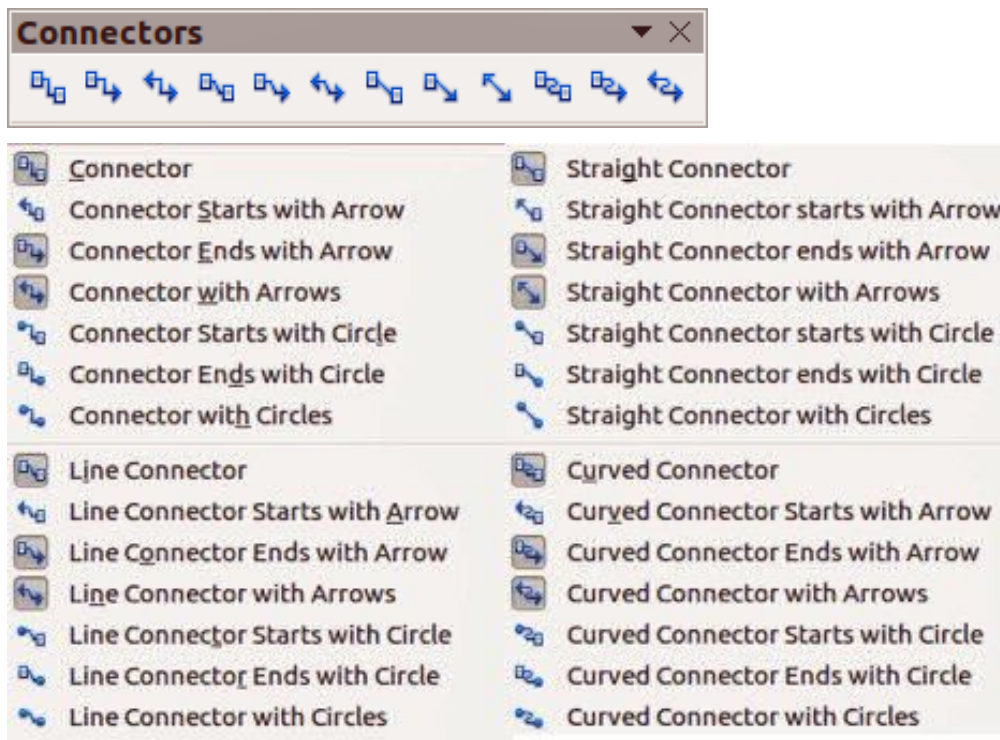 Connectors
Connector
Connector Starts with Arrow
Connector Ends with Arrow
Connector with Arrows
Connector Starts with Circle
Connector Ends with Circle
Connector with Circles
Line Connector
Line Connector Starts with Arrow
Line Connector Ends with Arrow
Line Connector with Arrows
Line Connector Starts with Circle
Line Connector Ends with Circle
Line Connector with Circles
Straight Connector
Straight Connector starts with Arrow
Straight Connector ends with Arrow
Straight Connector with Arrows
Straight Connector starts with Circle
Straight Connector ends with Circle
Straight Connector with Circles
Curved Connector
Curved Connector Starts with Arrow
Curved Connector Ends with Arrow
Curved Connector with Arrows
Curved Connector Starts with Circle
Curved Connector Ends with Circle
Curved Connector with Circles